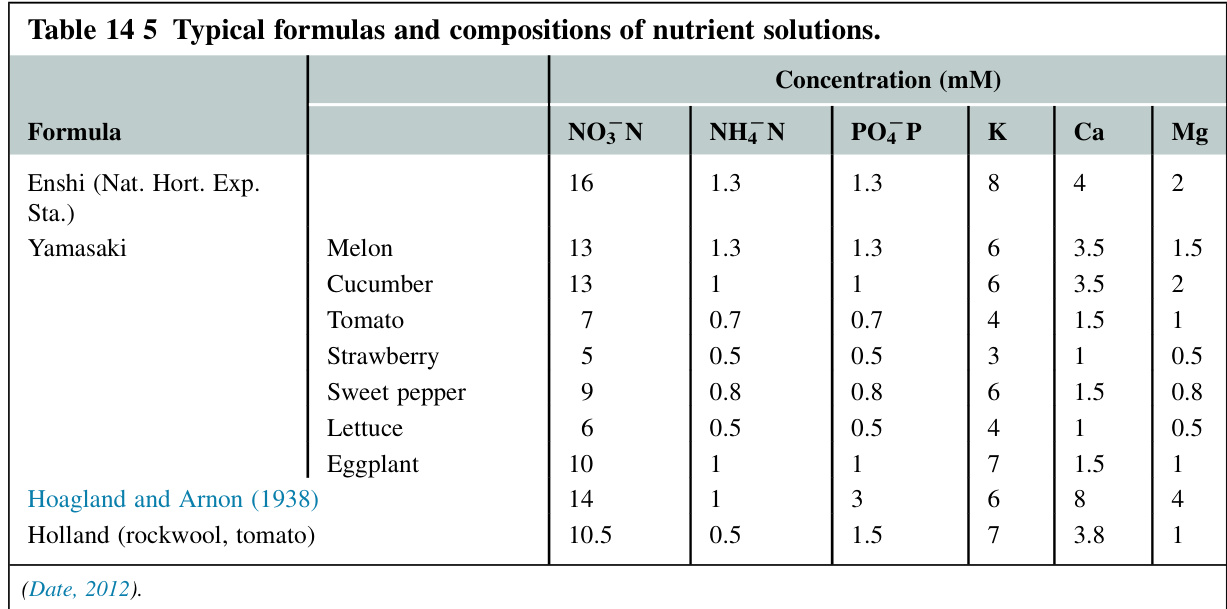 Table 14 5 Typical formulas and compositions of nutrient solutions.
Concentration (mM)
Formula NO₃⁻N NH₄⁻N PO₄⁻P K Ca Mg
Enshi (Nat. Hort. Exp. 16 1.3 1.3 8 4 2
Sta.)
Yamasaki Melon 13 1.3 1.3 6 3.5 1.5
Cucumber 13 1 1 6 3.5 2
Tomato 7 0.7 0.7 4 1.5 1
Strawberry 5 0.5 0.5 3 1 0.5
Sweet pepper 9 0.8 0.8 6 1.5 0.8
Lettuce 6 0.5 0.5 4 1 0.5
Eggplant 10 1 1 7 1.5 1
Hoagland and Arnon (1938) 14 1 3 6 8 4
Holland (rockwool, tomato) 10.5 0.5 1.5 7 3.8 1
(Date, 2012).